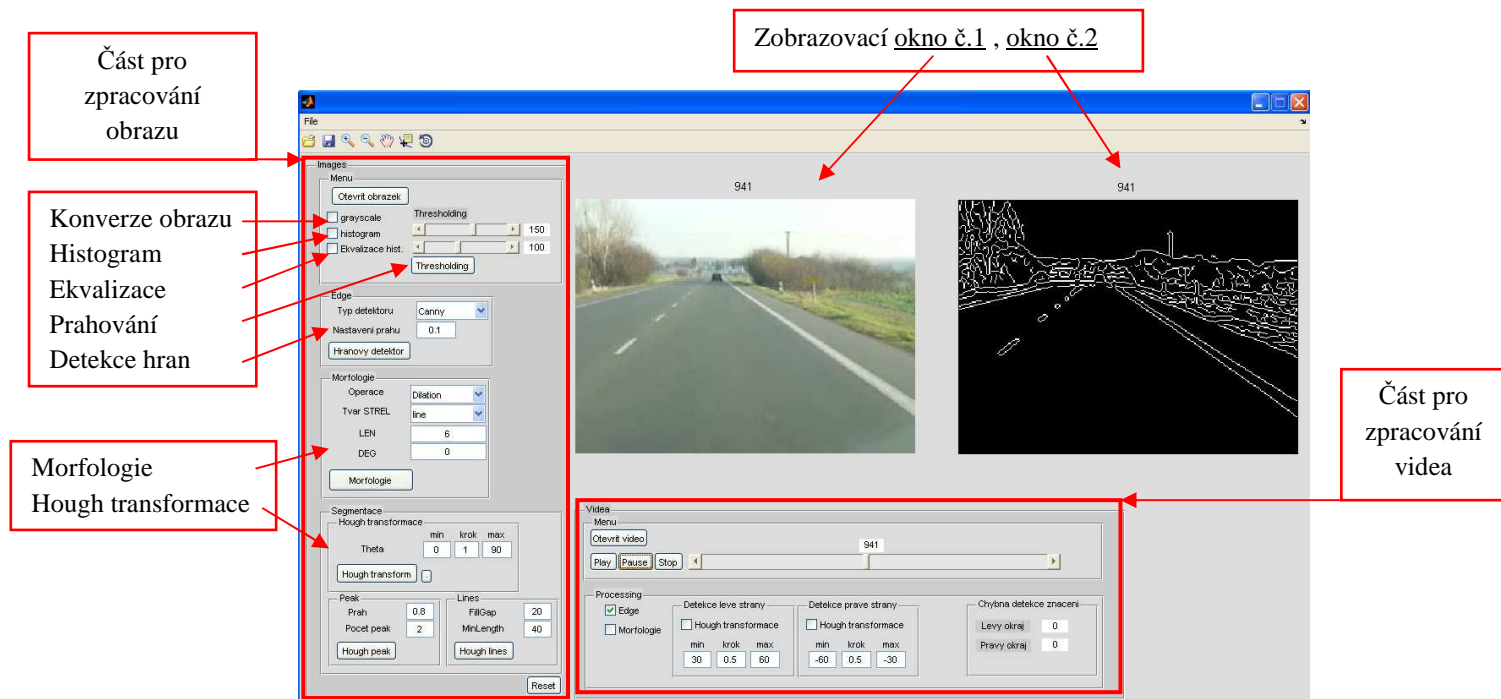 Zobrazovací okno č.1 , okno č.2
Část pro
zpracování
obrazu
File
Images
Menu
Otevrit obrazek
grayscale
Thresholding
150
histogram
Ekvalizace hist.
100
Thresholding
Konverze obrazu
Histogram
Ekvalizace
Prahování
Detekce hran
Edge
Typ detektoru
Canny
Nastaveni prahu
0.1
Hranovy detektor
Morfologie
Operace
Dilation
Tvar STREL
line
LEN
6
DEG
0
Morfologie
Morfologie
Hough transformace
Segmentace
Hough transformace
min krok max
Theta
0 1 90
Hough transform
.
Peak
Prah
0.8
Pocet peak
2
Hough peak
Lines
FillGap
20
MinLength
40
Hough lines
Reset
941
941
Část pro
zpracování
videa
Videa
Menu
Otevrit video
941
Play Pause Stop
Processing
Edge
Morfologie
Detekce leve strany
Hough transformace
min krok max
30 0.5 60
Detekce prave strany
Hough transformace
min krok max
-60 0.5 -30
Chybna detekce znaceni
Levy okraj 0
Pravy okraj 0